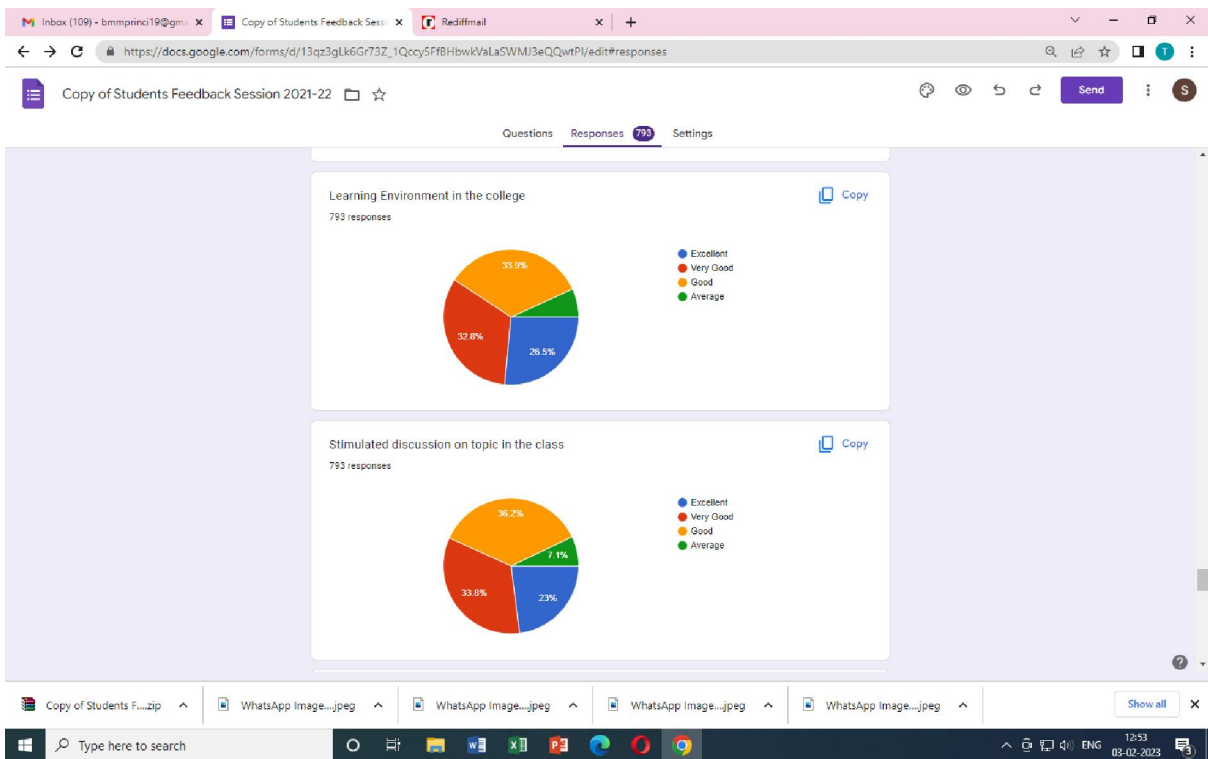 Inbox (109) - bmmprinci19@gma
Copy of Students Feedback Sessi
Rediffmail
https://docs.google.com/forms/d/13qz3gLk6Gr73Z_1Qccy5Ff8HbwkVaLaSWMJ3eQQwtPI/edit#responses
T
Copy of Students Feedback Session 2021-22
Send
S
Questions Responses 793 Settings
Learning Environment in the college
Copy
793 responses
33.9%
32.8%
26.5%
Excellent
Very Good
Good
Average
Stimulated discussion on topic in the class
Copy
793 responses
36.2%
7.1%
33.8%
23%
Excellent
Very Good
Good
Average
Copy of Students F....zip
WhatsApp Image...jpeg
WhatsApp Image...jpeg
WhatsApp Image...jpeg
WhatsApp Image...jpeg
Show all
Type here to search
ENG
12:53
03-02-2023
3